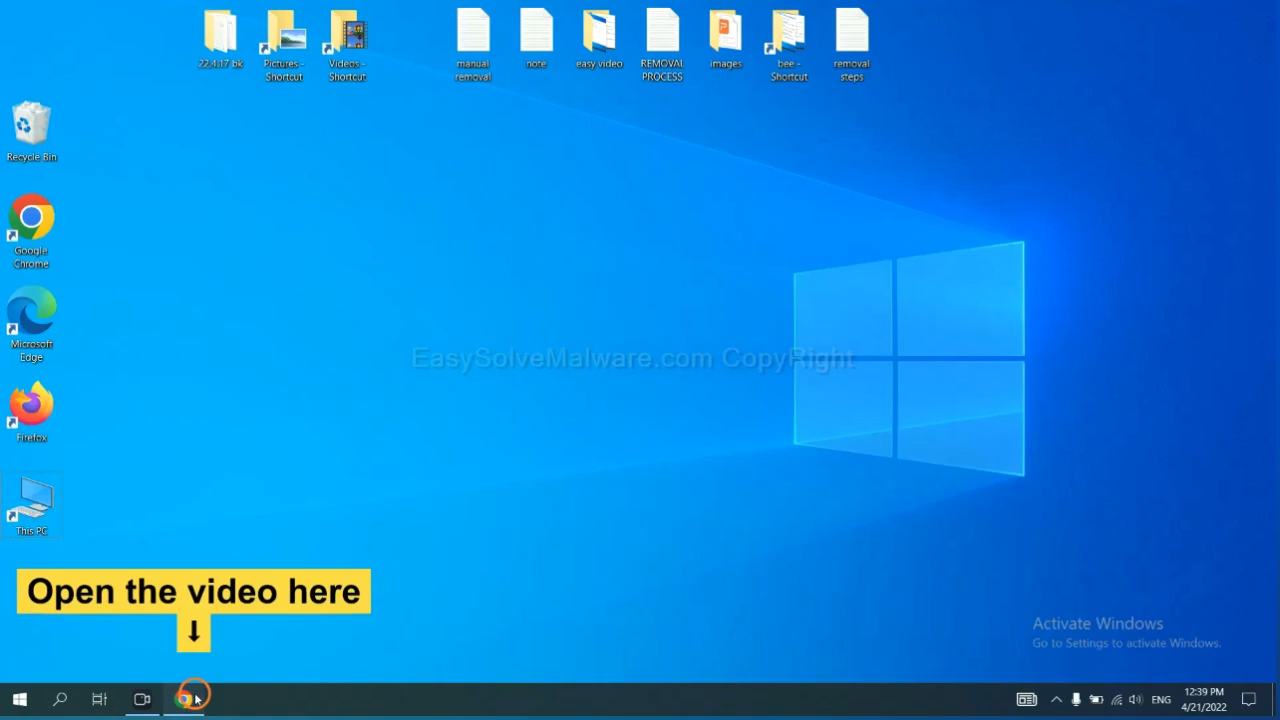 22.4.17 bk
Pictures -
Shortcut
Videos -
Shortcut
manual
removal
note
easy video
REMOVAL
PROCESS
images
bee -
Shortcut
removal
steps
Recycle Bin
Google
Chrome
Microsoft
Edge
Firefox
This PC
EasySolveMalware.com CopyRight
Open the video here
↓
Activate Windows
Go to Settings to activate Windows.
ENG
12:39 PM
4/21/2022